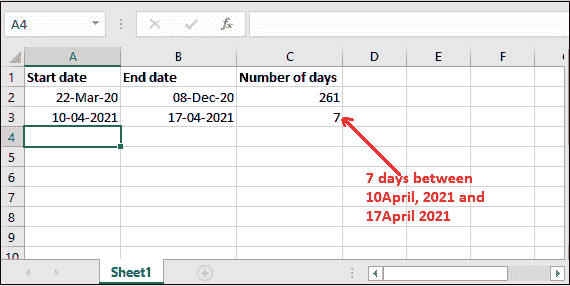 A4 fx
A B C D E F
1 Start date End date Number of days
2 22-Mar-20 08-Dec-20 261
3 10-04-2021 17-04-2021 7
4
5
6 7 days between
7 10April, 2021 and
8 17April 2021
9
10
Sheet1